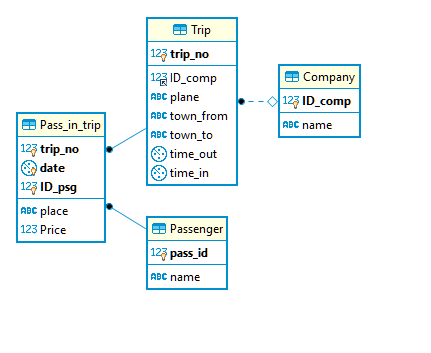 Trip
123 trip_no
123 ID_comp
ABC plane
ABC town_from
ABC town_to
time_out
time_in
Company
123 ID_comp
ABC name
Pass_in_trip
123 trip_no
date
123 ID_psg
ABC place
123 Price
Passenger
123 pass_id
ABC name